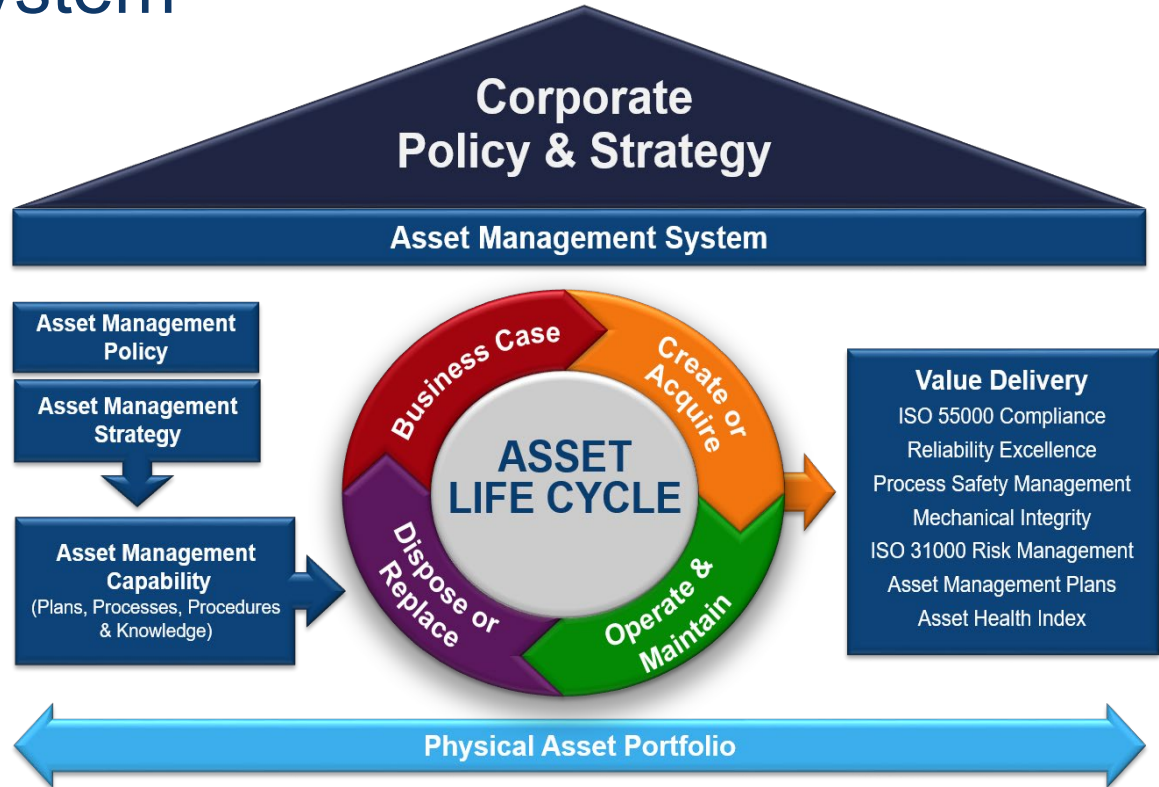 ystem
Corporate
Policy & Strategy
Asset Management System
Asset Management
Policy
Asset Management
Strategy
Asset Management
Capability
(Plans, Processes, Procedures
& Knowledge)
Business Case
Create or
Acquire
Operate &
Maintain
Dispose or
Replace
ASSET
LIFE CYCLE
Value Delivery
ISO 55000 Compliance
Reliability Excellence
Process Safety Management
Mechanical Integrity
ISO 31000 Risk Management
Asset Management Plans
Asset Health Index
Physical Asset Portfolio